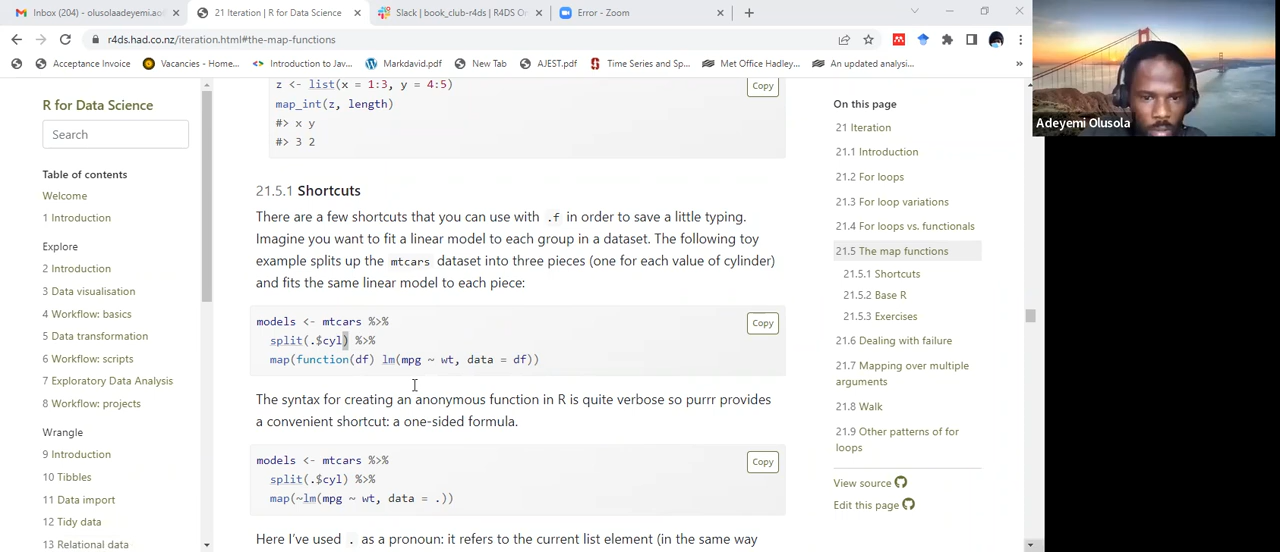 Inbox (204) - olusolaadeyemi.ao
21 Iteration | R for Data Science
Slack | book_club-r4ds | R4DS On
Error - Zoom
r4ds.had.co.nz/iteration.html#the-map-functions
Acceptance Invoice
Vacancies - Home...
Introduction to Jav...
Markdavid.pdf
New Tab
AJEST.pdf
Time Series and Sp...
Met Office Hadley...
An updated analysi...
»
Adeyemi Olusola
R for Data Science
Search
Table of contents
Welcome
1 Introduction
Explore
2 Introduction
3 Data visualisation
4 Workflow: basics
5 Data transformation
6 Workflow: scripts
7 Exploratory Data Analysis
8 Workflow: projects
Wrangle
9 Introduction
10 Tibbles
11 Data import
12 Tidy data
13 Relational data
z <- list(x = 1:3, y = 4:5)
map_int(z, length)
#> x y
#> 3 2
Copy
21.5.1 Shortcuts
There are a few shortcuts that you can use with .f in order to save a little typing.
Imagine you want to fit a linear model to each group in a dataset. The following toy
example splits up the mtcars dataset into three pieces (one for each value of cylinder)
and fits the same linear model to each piece:
models <- mtcars %>%
split(.$cyl) %>%
map(function(df) lm(mpg ~ wt, data = df))
Copy
The syntax for creating an anonymous function in R is quite verbose so purrr provides
a convenient shortcut: a one-sided formula.
models <- mtcars %>%
split(.$cyl) %>%
map(~lm(mpg ~ wt, data = .))
Copy
Here I've used . as a pronoun: it refers to the current list element (in the same way
On this page
21 Iteration
21.1 Introduction
21.2 For loops
21.3 For loop variations
21.4 For loops vs. functionals
21.5 The map functions
21.5.1 Shortcuts
21.5.2 Base R
21.5.3 Exercises
21.6 Dealing with failure
21.7 Mapping over multiple
arguments
21.8 Walk
21.9 Other patterns of for
loops
View source
Edit this page